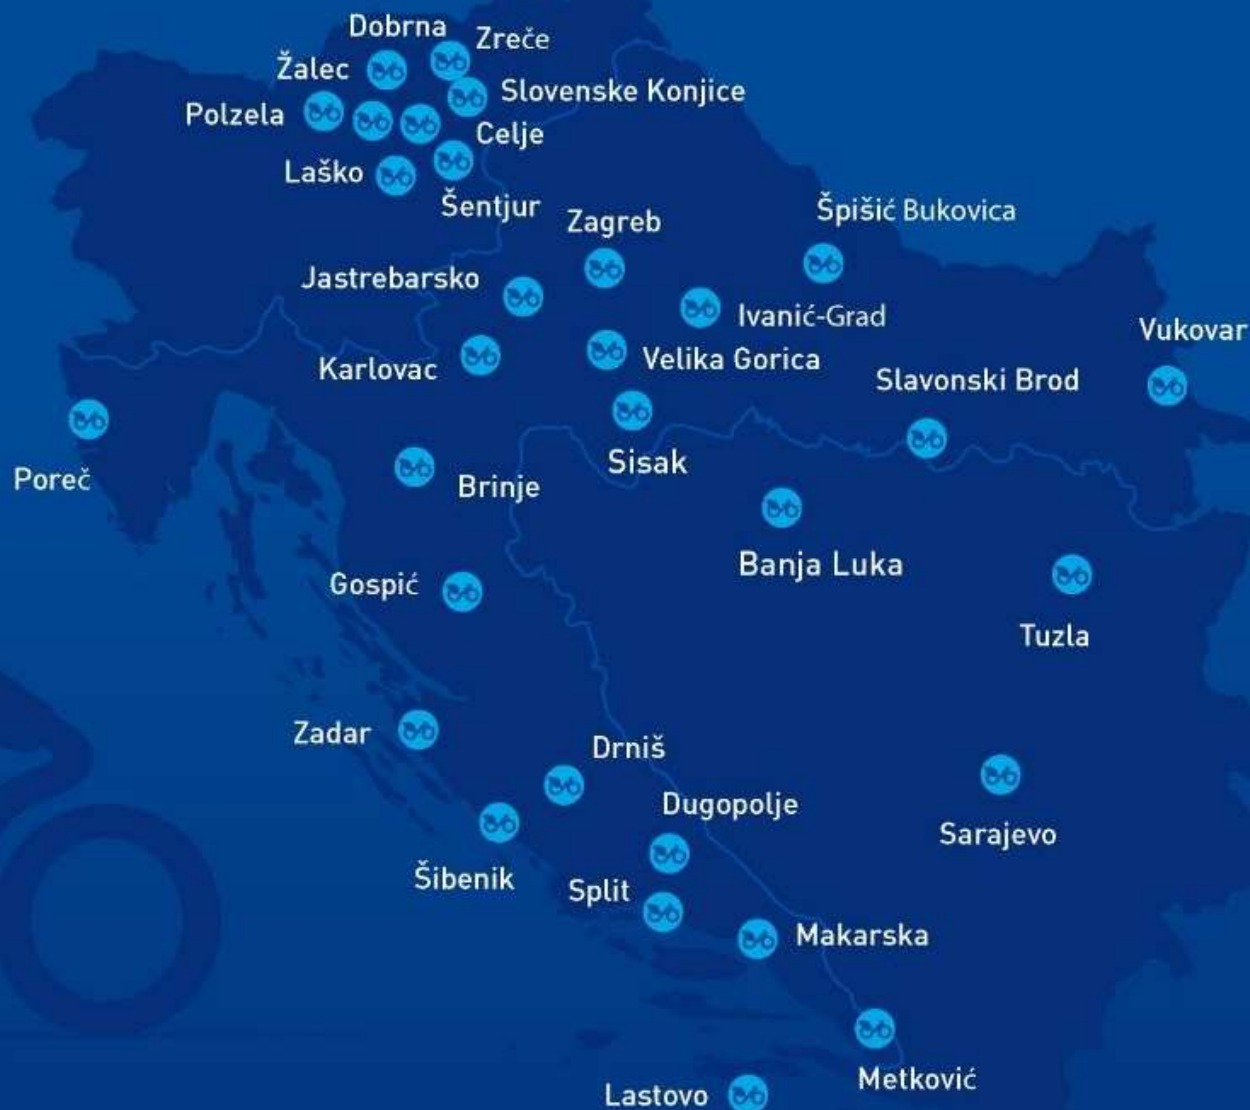 Dobrna
Zreče
Žalec
Slovenske Konjice
Polzela
Celje
Laško
Šentjur
Špišić Bukovica
Zagreb
Jastrebarsko
Ivanić-Grad
Vukovar
Karlovac
Velika Gorica
Slavonski Brod
Sisak
Poreč
Brinje
Banja Luka
Gospić
Tuzla
Zadar
Drniš
Dugopolje
Sarajevo
Šibenik
Split
Makarska
Metković
Lastovo